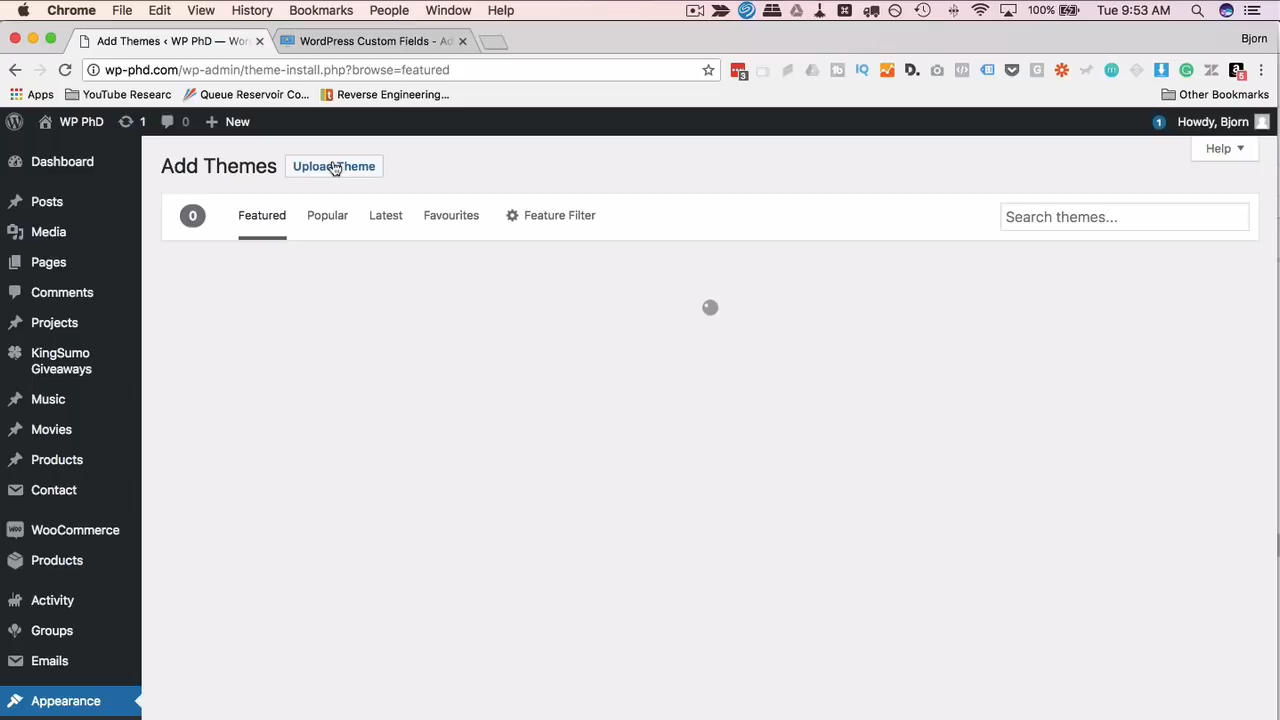 Chrome File Edit View History Bookmarks People Window Help 100% Tue 9:53 AM
Add Themes ‹ WP PhD — Wor WordPress Custom Fields - Ad Bjorn
wp-phd.com/wp-admin/theme-install.php?browse=featured
Apps YouTube Researc Queue Reservoir Co... Reverse Engineering... Other Bookmarks
WP PhD 1 0 New 1 Howdy, Bjorn
Help
Add Themes Upload Theme
0 Featured Popular Latest Favourites Feature Filter Search themes...
Dashboard
Posts
Media
Pages
Comments
Projects
KingSumo
Giveaways
Music
Movies
Products
Contact
WooCommerce
Products
Activity
Groups
Emails
Appearance